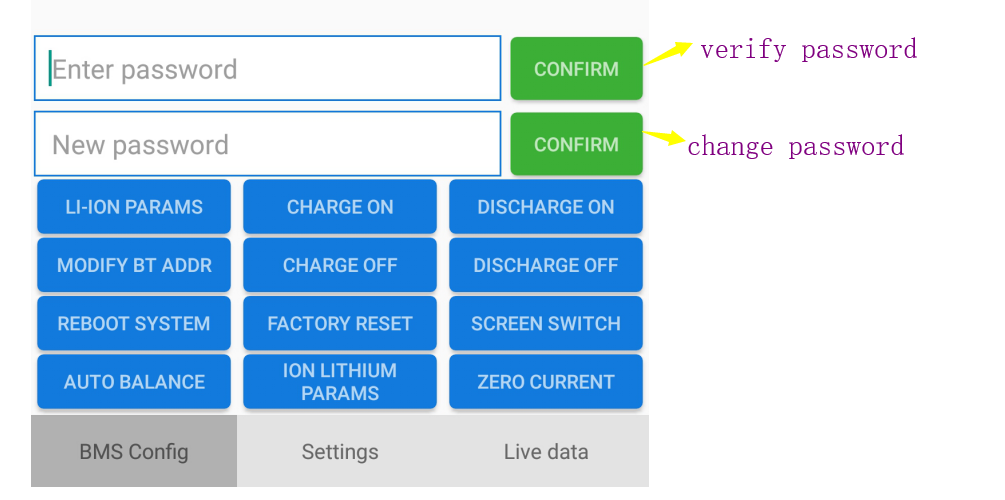 Enter password
CONFIRM
verify password
New password
CONFIRM
change password
LI-ION PARAMS
CHARGE ON
DISCHARGE ON
MODIFY BT ADDR
CHARGE OFF
DISCHARGE OFF
REBOOT SYSTEM
FACTORY RESET
SCREEN SWITCH
AUTO BALANCE
ION LITHIUM
PARAMS
ZERO CURRENT
BMS Config
Settings
Live data